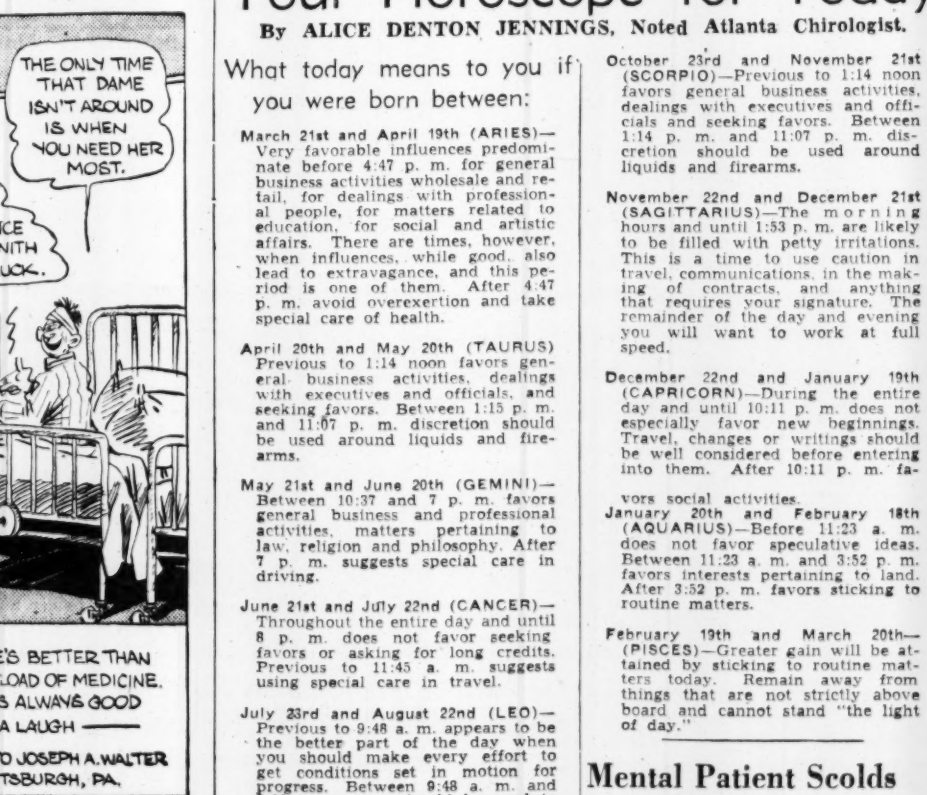 THE ONLY TIME
THAT DAME
ISN'T AROUND
IS WHEN
YOU NEED HER
MOST.
UCK.
E'S BETTER THAN
LOAD OF MEDICINE.
S ALWAYS GOOD
A LAUGH
O JOSEPH A. WALTER
TSBURGH, PA.
Your Horoscope for Today
By ALICE DENTON JENNINGS, Noted Atlanta Chirologist.
What today means to you if
you were born between:
March 21st and April 19th (ARIES)—
Very favorable influences predomi-
nate before 4:47 p. m. for general
business activities wholesale and re-
tail, for dealings with profession-
al people, for matters related to
education, for social and artistic
affairs. There are times, however,
when influences, while good, also
lead to extravagance, and this pe-
riod is one of them. After 4:47
p. m. avoid overexertion and take
special care of health.
April 20th and May 20th (TAURUS)
Previous to 1:14 noon favors gen-
eral business activities, dealings
with executives and officials, and
seeking favors. Between 1:15 p. m.
and 11:07 p. m. discretion should
be used around liquids and fire-
arms.
May 21st and June 20th (GEMINI)—
Between 10:37 and 7 p. m. favors
general business and professional
activities, matters pertaining to
law, religion and philosophy. After
7 p. m. suggests special care in
driving.
June 21st and July 22nd (CANCER)—
Throughout the entire day and until
8 p. m. does not favor seeking
favors or asking for long credits.
Previous to 11:45 a. m. suggests
using special care in travel.
July 23rd and August 22nd (LEO)—
Previous to 9:48 a. m. appears to be
the better part of the day when
you should make every effort to
get conditions set in motion for
progress. Between 9:48 a. m. and
October 23rd and November 21st
(SCORPIO)—Previous to 1:14 noon
favors general business activities,
dealings with executives and offi-
cials and seeking favors. Between
1:14 p. m. and 11:07 p. m. dis-
cretion should be used around
liquids and firearms.
November 22nd and December 21st
(SAGITTARIUS)—The morning
hours and until 1:53 p. m. are likely
to be filled with petty irritations.
This is a time to use caution in
travel, communications, in the mak-
ing of contracts, and anything
that requires your signature. The
remainder of the day and evening
you will want to work at full
speed.
December 22nd and January 19th
(CAPRICORN)—During the entire
day and until 10:11 p. m. does not
especially favor new beginnings.
Travel, changes or writings should
be well considered before entering
into them. After 10:11 p. m. fa-
vors social activities.
January 20th and February 18th
(AQUARIUS)—Before 11:23 a. m.
does not favor speculative ideas.
Between 11:23 a. m. and 3:52 p. m.
favors interests pertaining to land.
After 3:52 p. m. favors sticking to
routine matters.
February 19th and March 20th—
(PISCES)—Greater gain will be at-
tained by sticking to routine mat-
ters today. Remain away from
things that are not strictly above
board and cannot stand "the light
of day."
Mental Patient Scolds